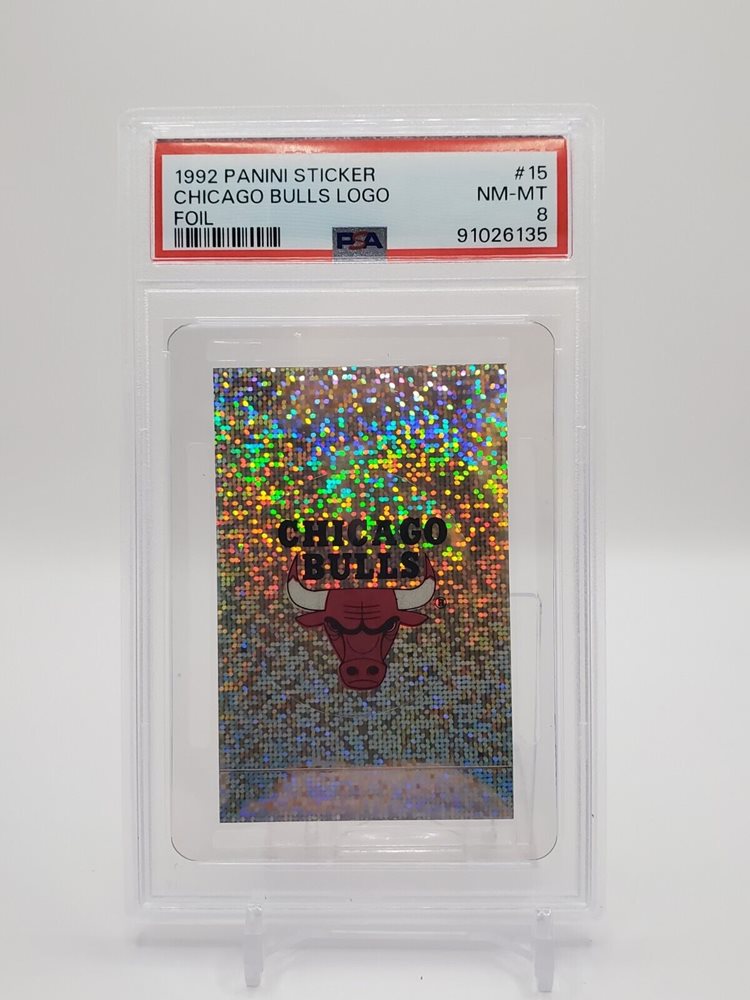 1992 PANINI STICKER #15
CHICAGO BULLS LOGO NM-MT
FOIL 8
PSA 91026135
CHICAGO
BULLS
®